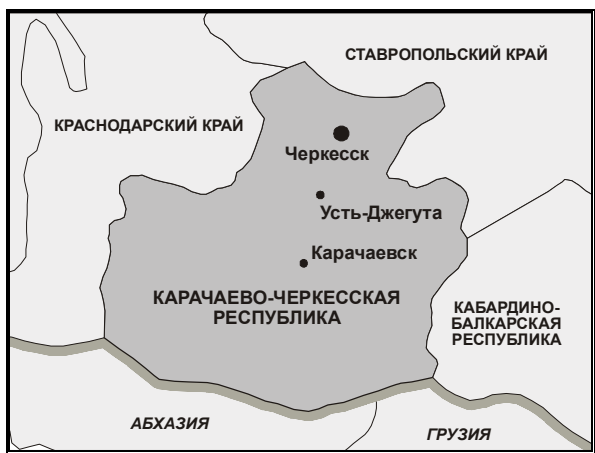 СТАВРОПОЛЬСКИЙ КРАЙ
КРАСНОДАРСКИЙ КРАЙ
Черкесск
Усть-Джегута
Карачаевск
КАРАЧАЕВО-ЧЕРКЕССКАЯ
РЕСПУБЛИКА
КАБАРДИНО-
БАЛКАРСКАЯ
РЕСПУБЛИКА
АБХАЗИЯ
ГРУЗИЯ